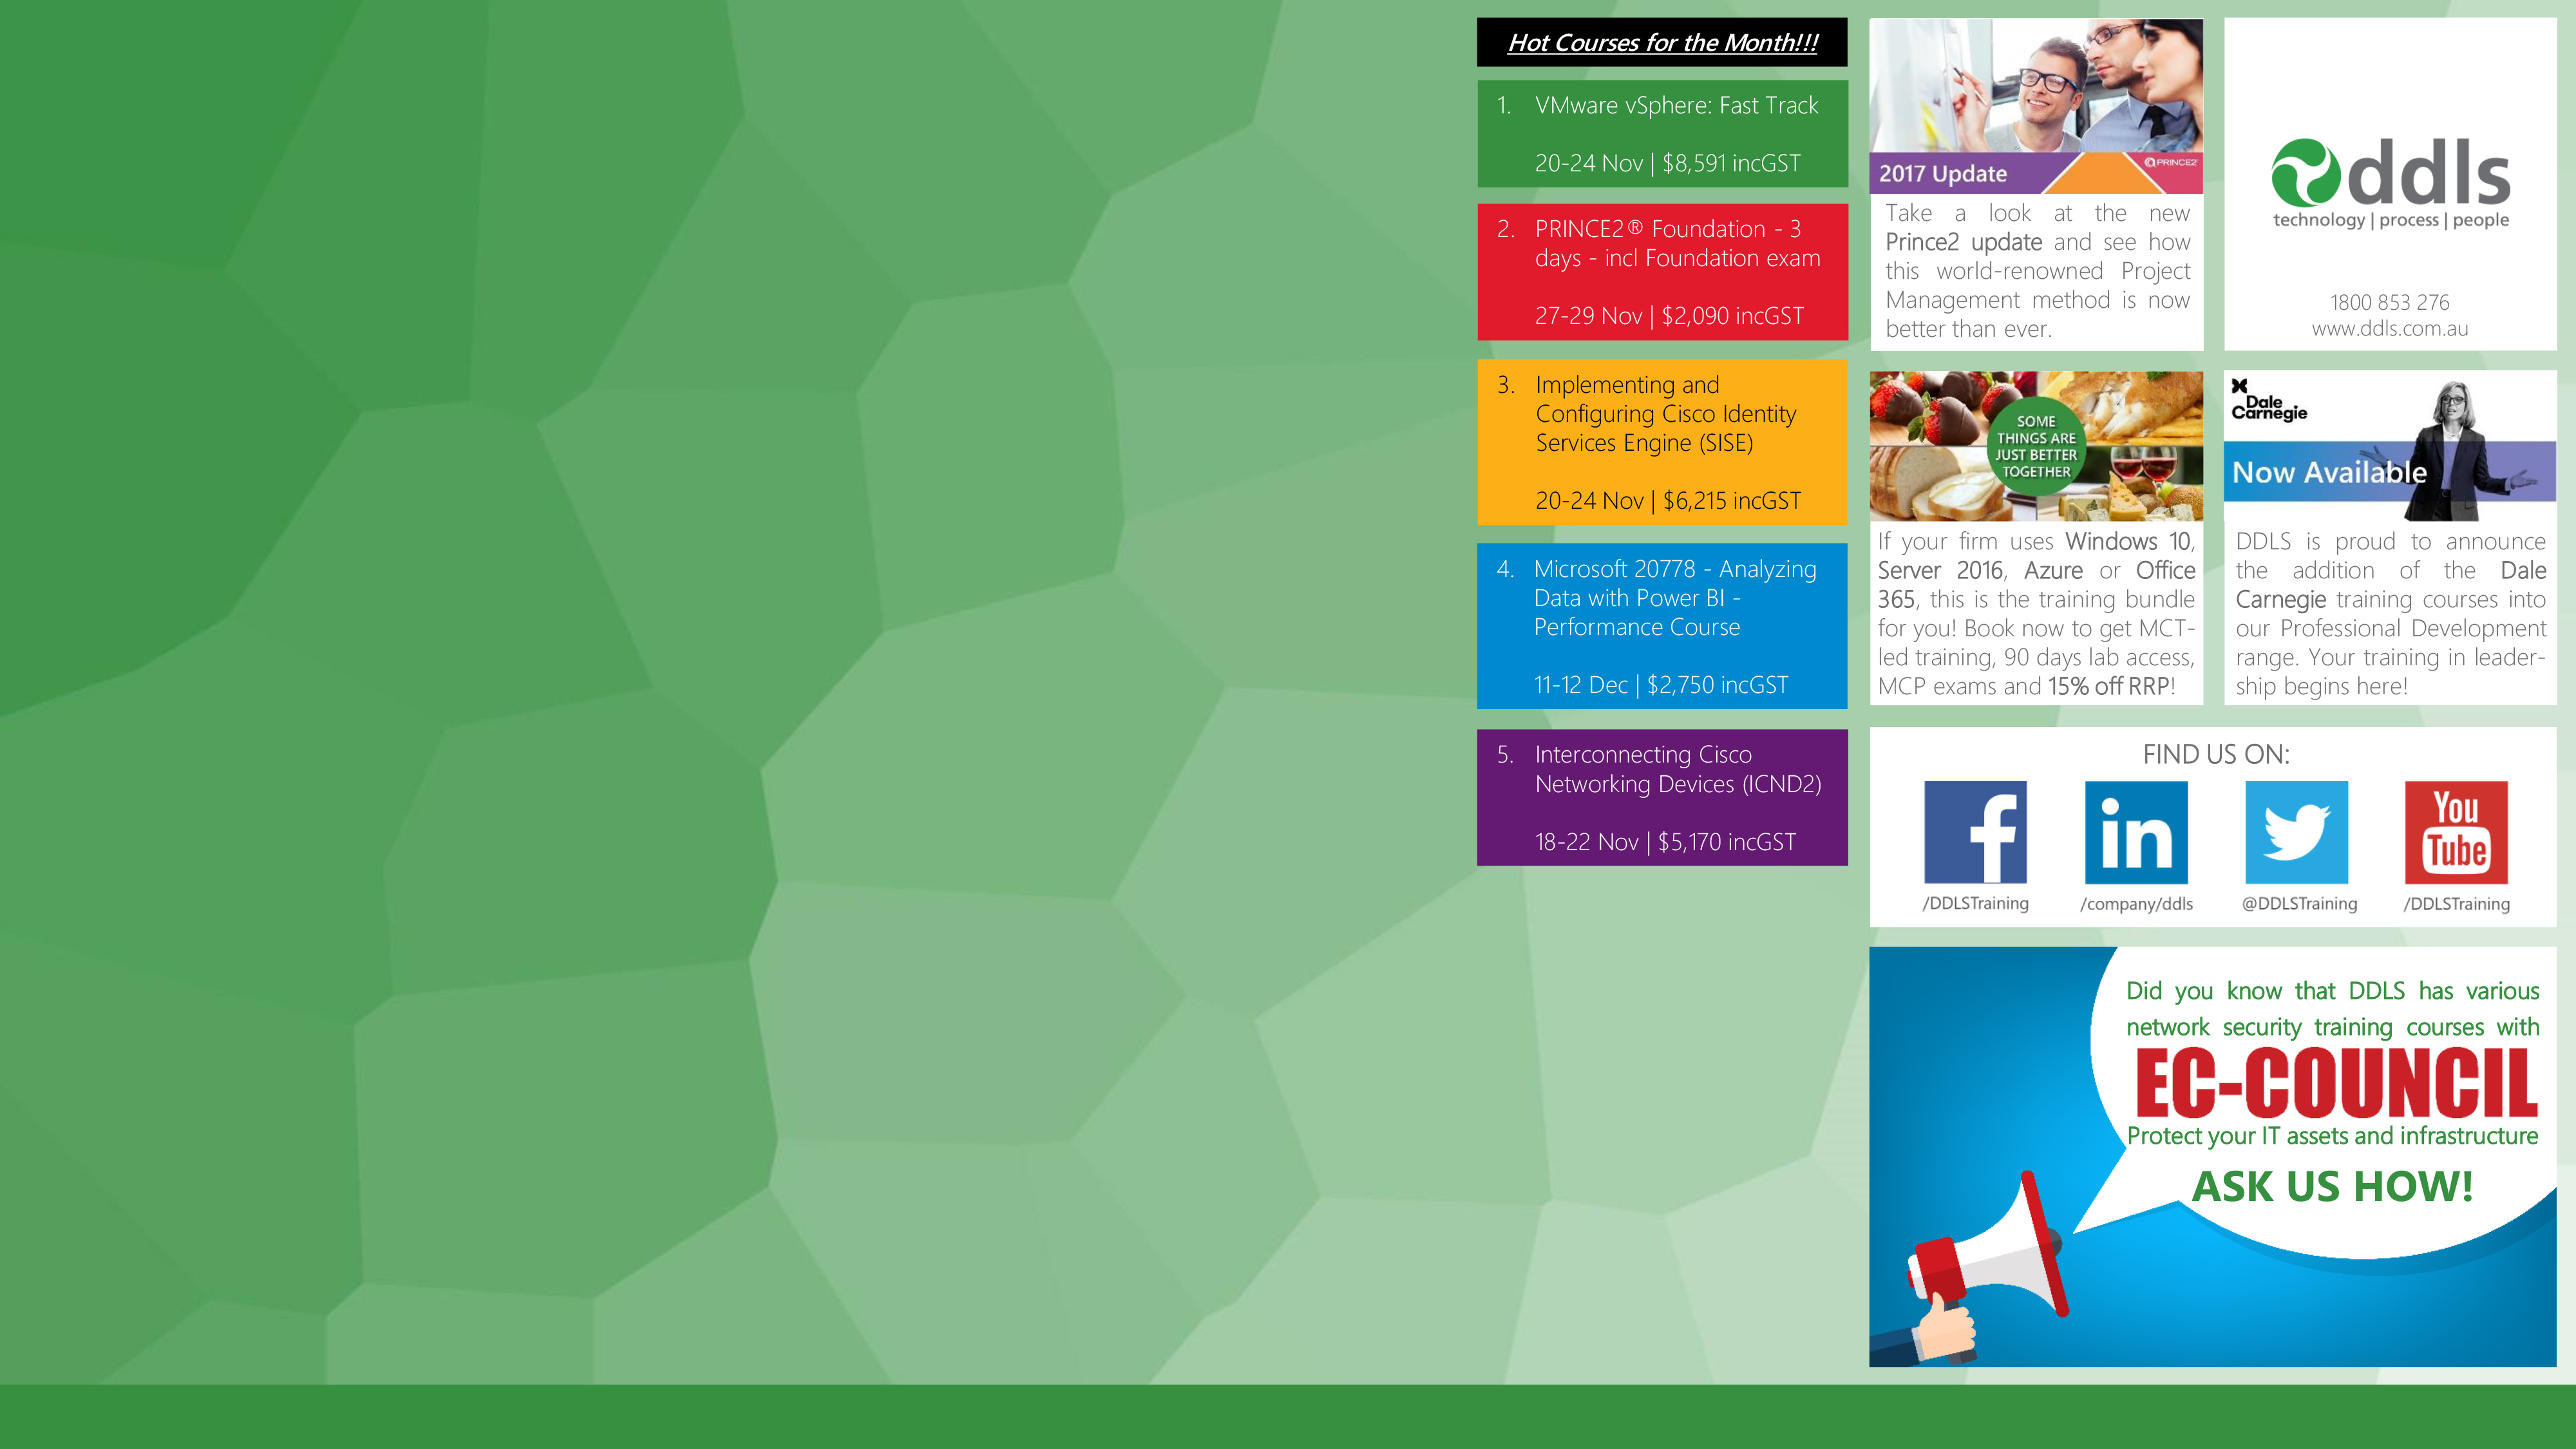 Hot Courses for the Month!!!
1. VMware vSphere: Fast Track
20-24 Nov | $8,591 incGST
2. PRINCE2® Foundation - 3
days - incl Foundation exam
27-29 Nov | $2,090 incGST
3. Implementing and
Configuring Cisco Identity
Services Engine (SISE)
20-24 Nov | $6,215 incGST
4. Microsoft 20778 - Analyzing
Data with Power BI -
Performance Course
11-12 Dec | $2,750 incGST
5. Interconnecting Cisco
Networking Devices (ICND2)
18-22 Nov | $5,170 incGST
2017 Update
PRINCE2
Take a look at the new
Prince2 update and see how
this world-renowned Project
Management method is now
better than ever.
ddls
technology | process | people
1800 853 276
www.ddls.com.au
SOME
THINGS ARE
JUST BETTER
TOGETHER
If your firm uses Windows 10,
Server 2016, Azure or Office
365, this is the training bundle
for you! Book now to get MCT-
led training, 90 days lab access,
MCP exams and 15% off RRP!
Dale
Carnegie
Now Available
DDLS is proud to announce
the addition of the Dale
Carnegie training courses into
our Professional Development
range. Your training in leader-
ship begins here!
FIND US ON:
f
in
You
Tube
/DDLSTraining
/company/ddls
@DDLSTraining
/DDLSTraining
Did you know that DDLS has various
network security training courses with
EC-COUNCIL
Protect your IT assets and infrastructure
ASK US HOW!